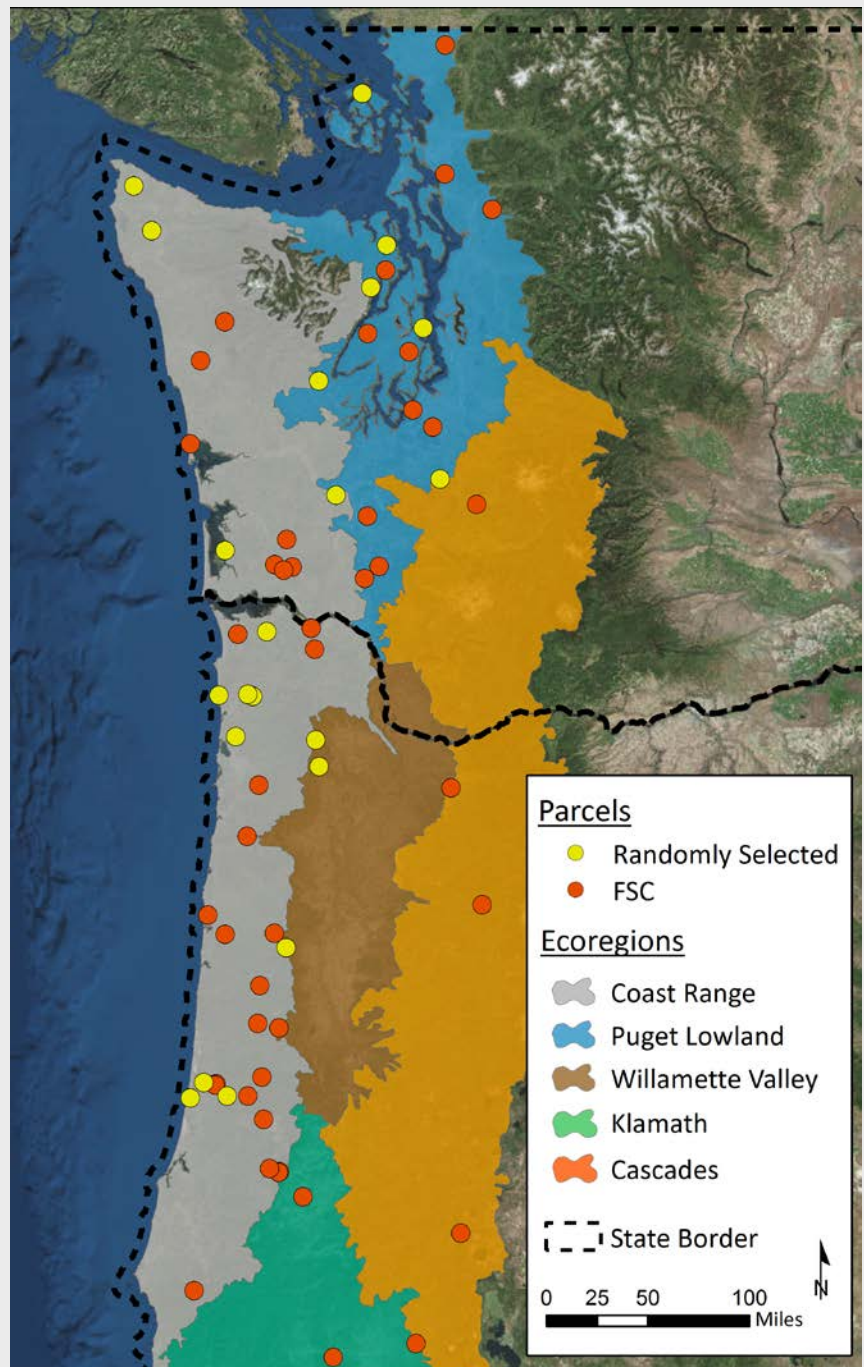 Parcels
Randomly Selected
FSC
Ecoregions
Coast Range
Puget Lowland
Willamette Valley
Klamath
Cascades
State Border
N
0 25 50 100
Miles